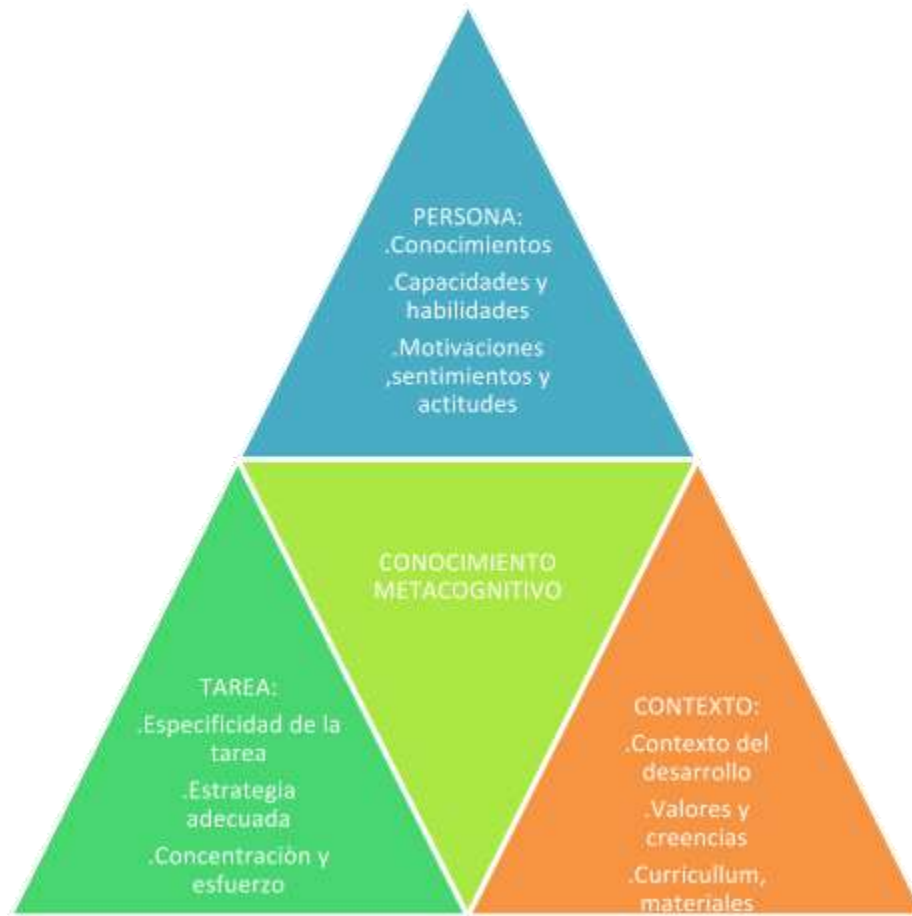 PERSONA:
.Conocimientos
.Capacidades y
habilidades
.Motivaciones
,sentimientos y
actitudes
CONOCIMIENTO
METACOGNITIVO
TAREA:
.Especificidad de la
tarea
.Estrategia
adecuada
.Concentraciòn y
esfuerzo
CONTEXTO:
.Contexto del
desarrollo
.Valores y
creencias
.Curricullum,
materiales